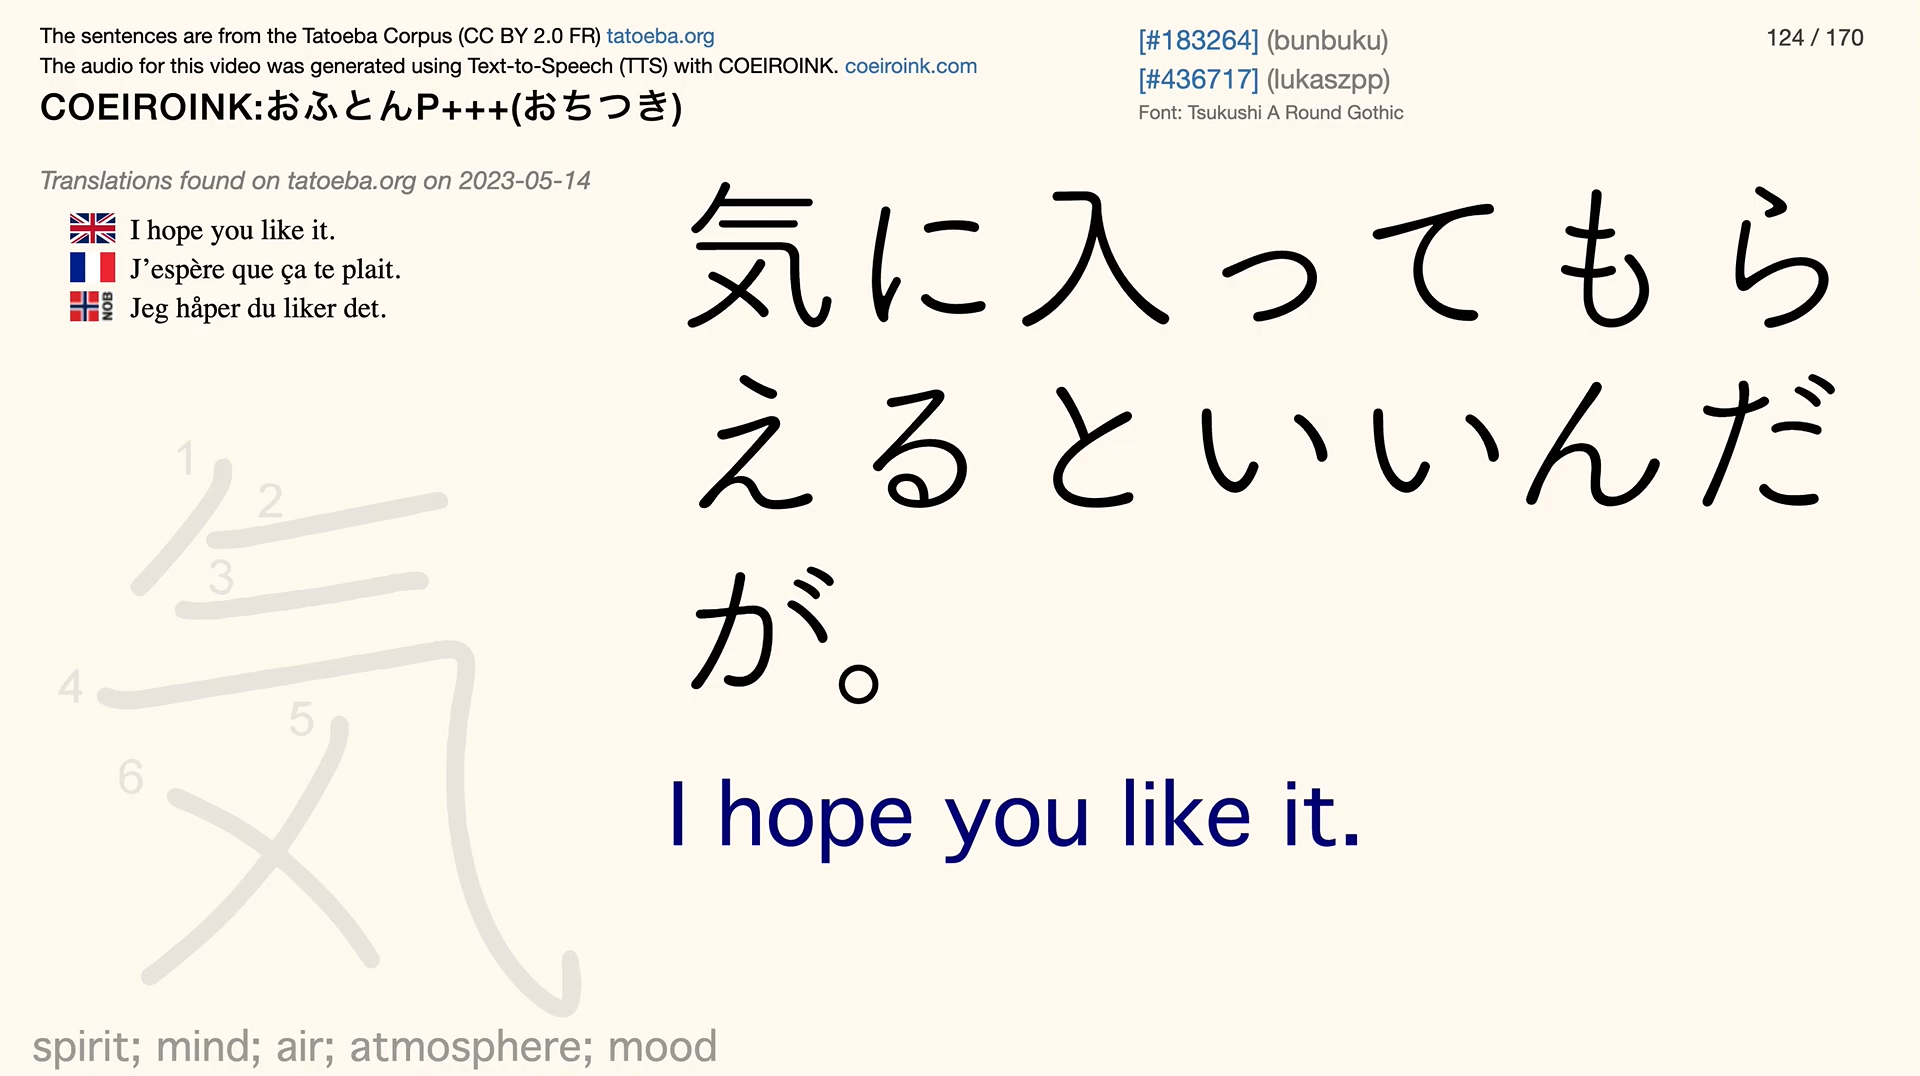 The sentences are from the Tatoeba Corpus (CC BY 2.0 FR) tatoeba.org
The audio for this video was generated using Text-to-Speech (TTS) with COEIROINK. coeiroink.com
COEIROINK:おふとんP+++(おちつき)
[#183264] (bunbuku)
[#436717] (lukaszpp)
Font: Tsukushi A Round Gothic
124 / 170
Translations found on tatoeba.org on 2023-05-14
I hope you like it.
J’espère que ça te plait.
NOB Jeg håper du liker det.
気に入ってもら
えるといいんだ
が。
I hope you like it.
1
2
3
4
5
6
気
spirit; mind; air; atmosphere; mood